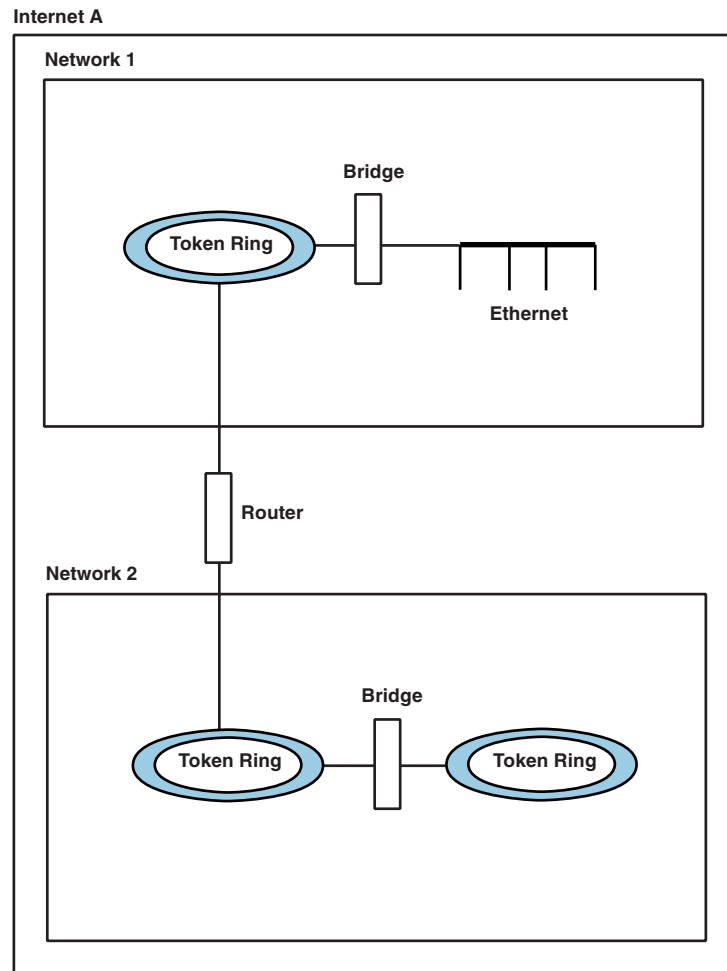 Internet A
Network 1
Bridge
Token Ring
Ethernet
Router
Network 2
Bridge
Token Ring
Token Ring